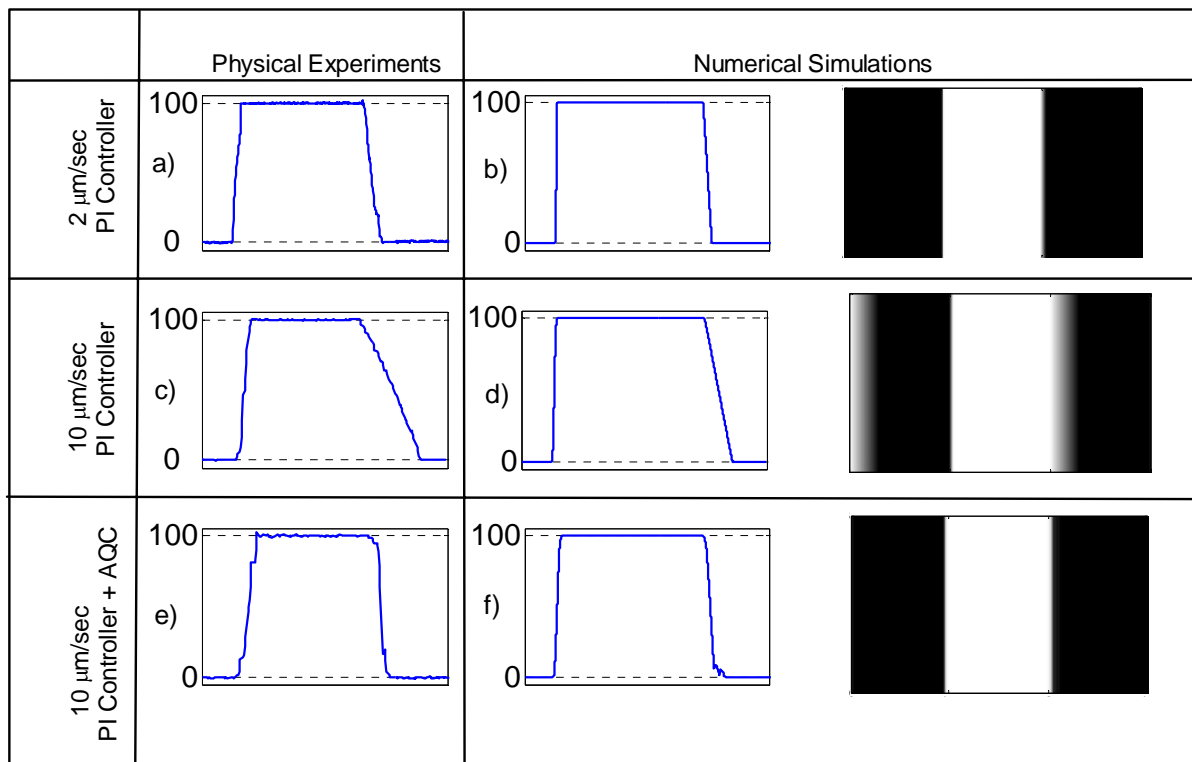 Physical Experiments
Numerical Simulations
2 μm/sec
PI Controller
100
a)
0
100
b)
0
10 μm/sec
PI Controller
100
c)
0
100
d)
0
10 μm/sec
PI Controller + AQC
100
e)
0
100
f)
0